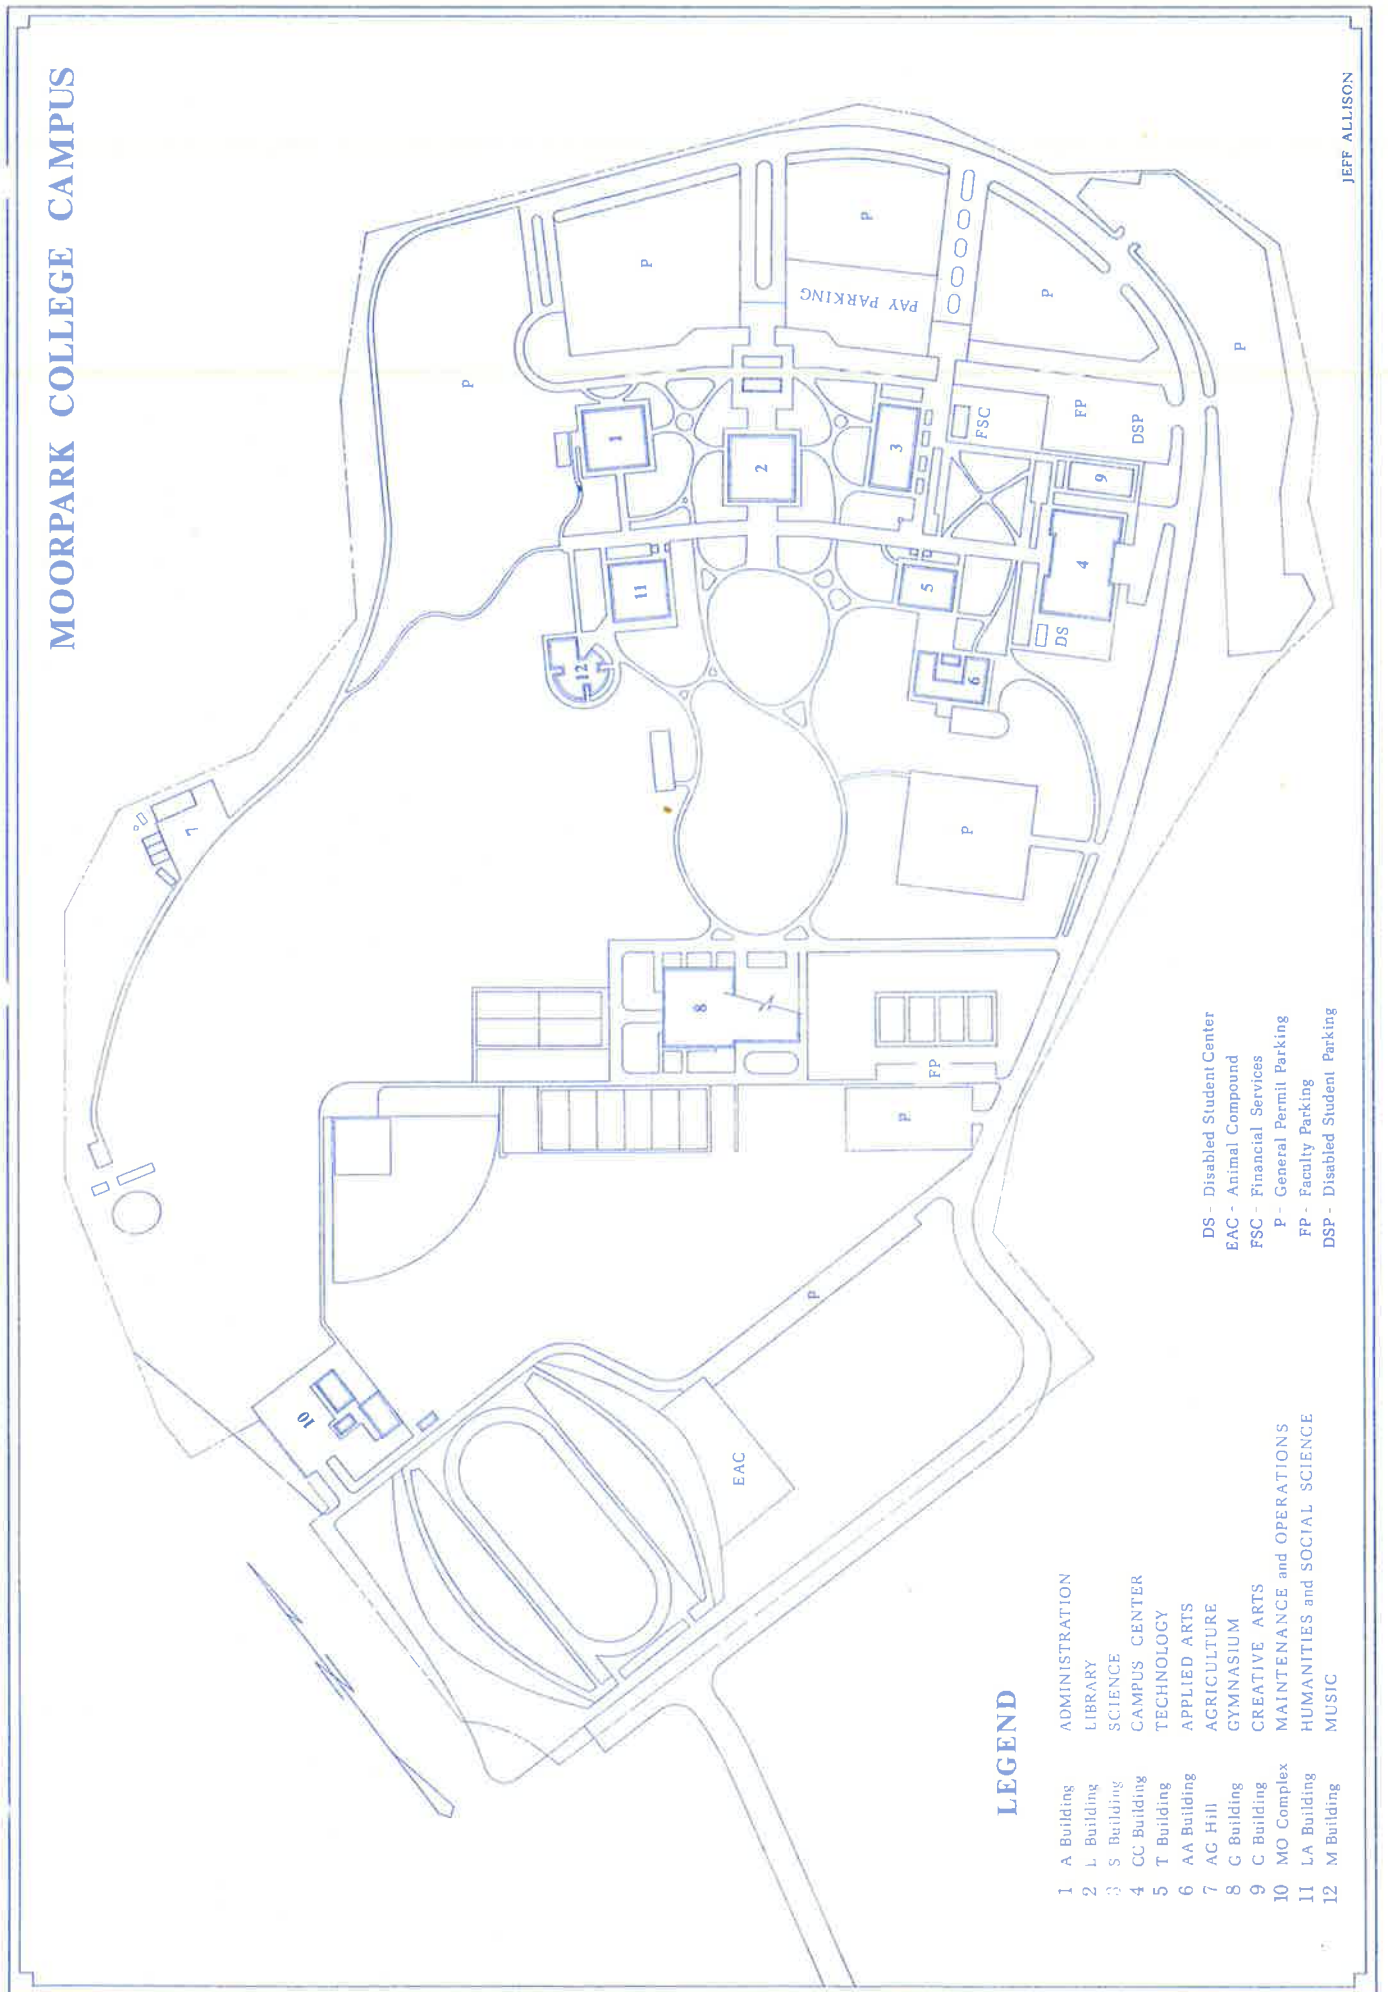 MOORPARK COLLEGE CAMPUS
P
P
P
PAY PARKING
P
P
P
FSC
FP
DSP
1
2
3
9
11
5
4
12
6
DS
7
P
8
FP
P
P
10
EAC
LEGEND
1 A Building ADMINISTRATION
2 L Building LIBRARY
3 S Building SCIENCE
4 CC Building CAMPUS CENTER
5 T Building TECHNOLOGY
6 AA Building APPLIED ARTS
7 AG Hill AGRICULTURE
8 G Building GYMNASIUM
9 C Building CREATIVE ARTS
10 MO Complex MAINTENANCE and OPERATIONS
11 LA Building HUMANITIES and SOCIAL SCIENCE
12 M Building MUSIC
DS - Disabled Student Center
EAC - Animal Compound
FSC - Financial Services
P - General Permit Parking
FP - Faculty Parking
DSP - Disabled Student Parking
JEFF ALLISON